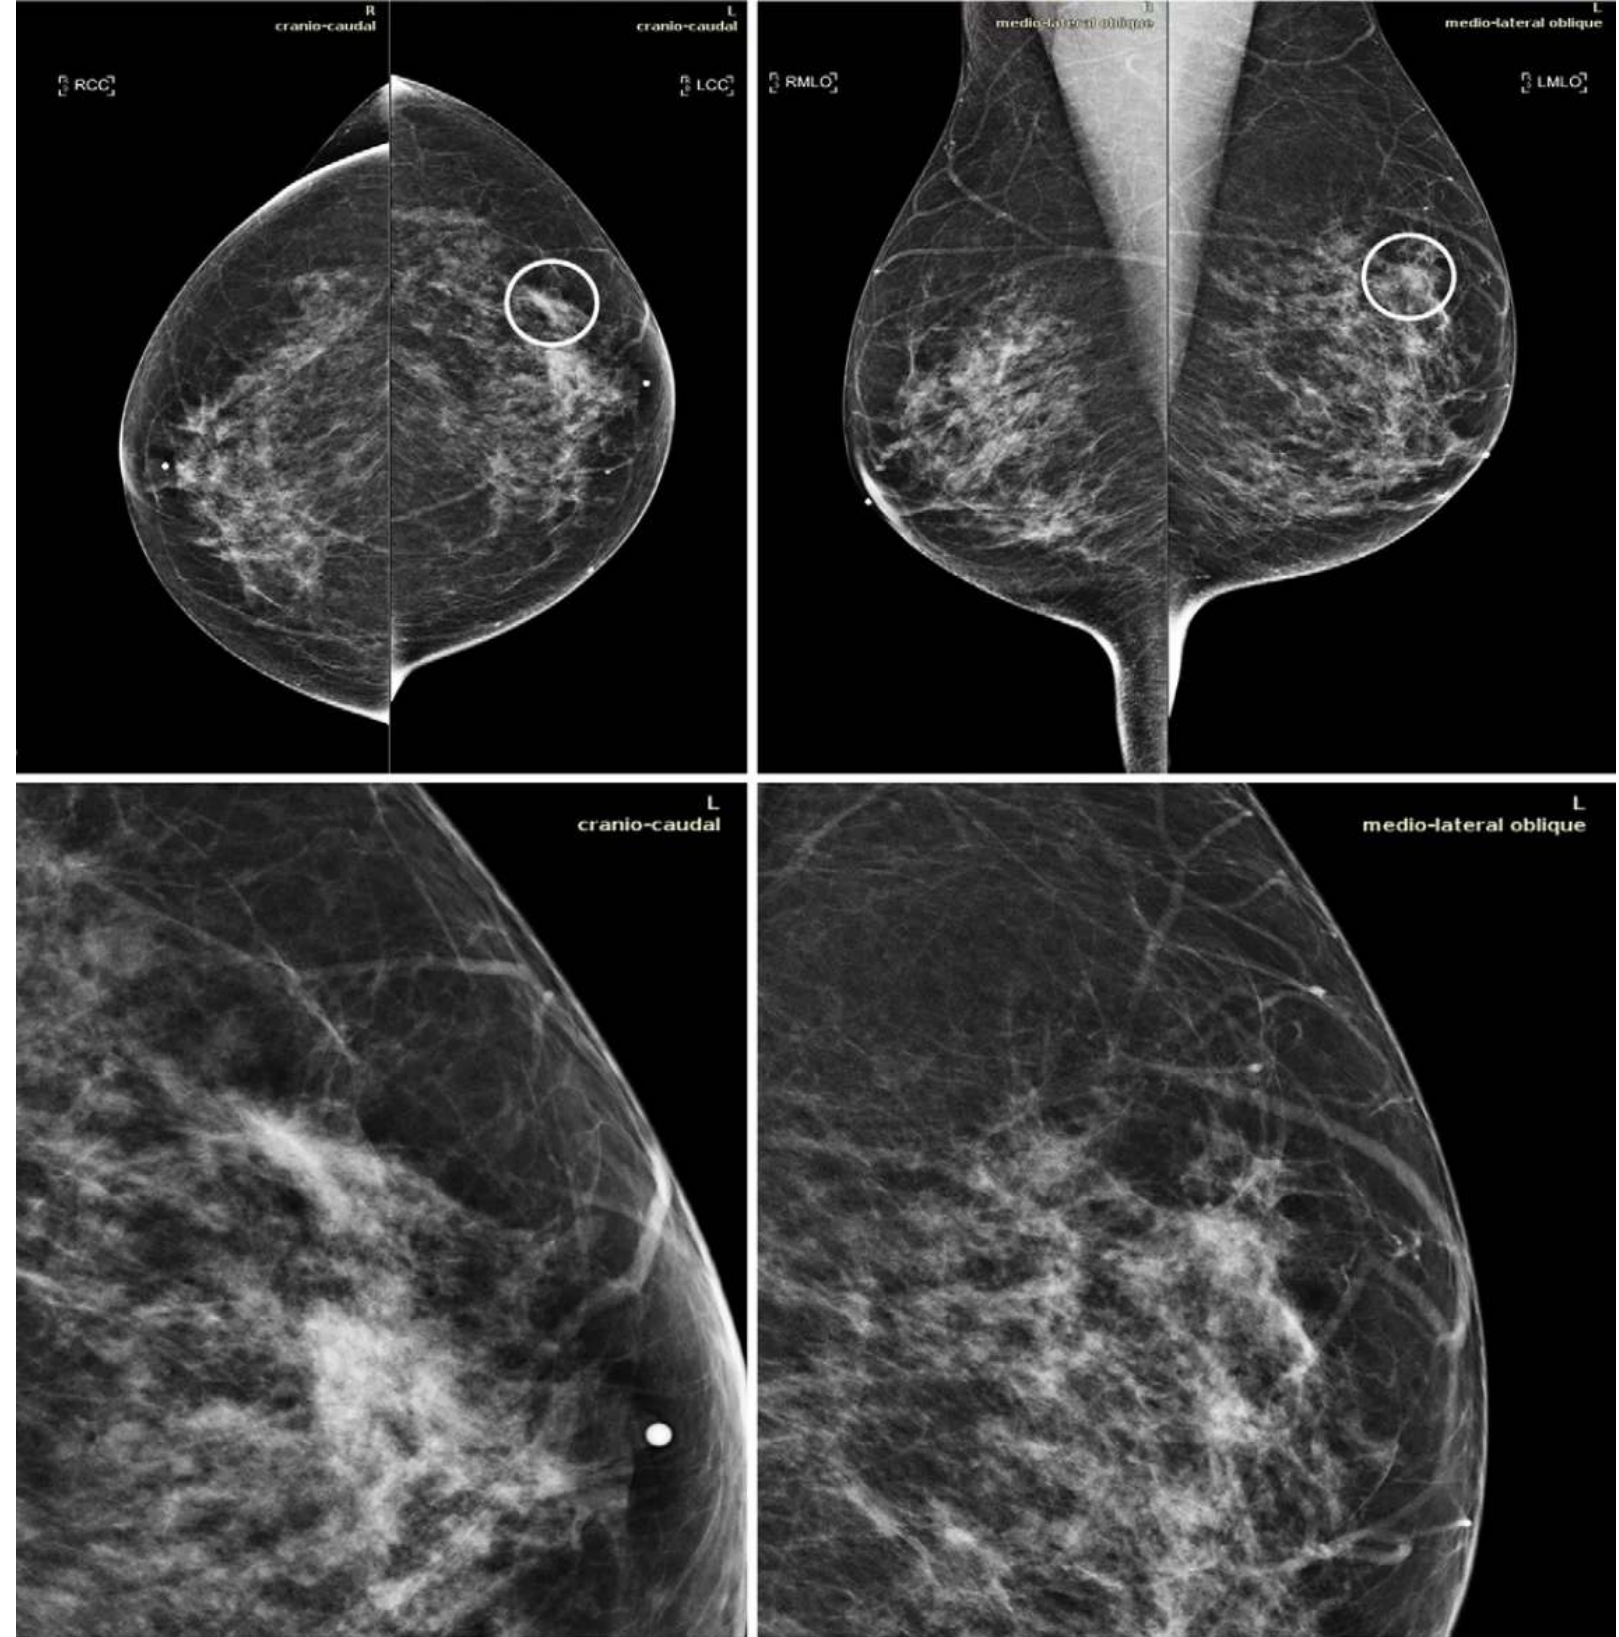 R
cranio-caudal
L
cranio-caudal
RCC
LCC
R
medio-lateral oblique
L
medio-lateral oblique
RMLO
LMLO
L
cranio-caudal
L
medio-lateral oblique